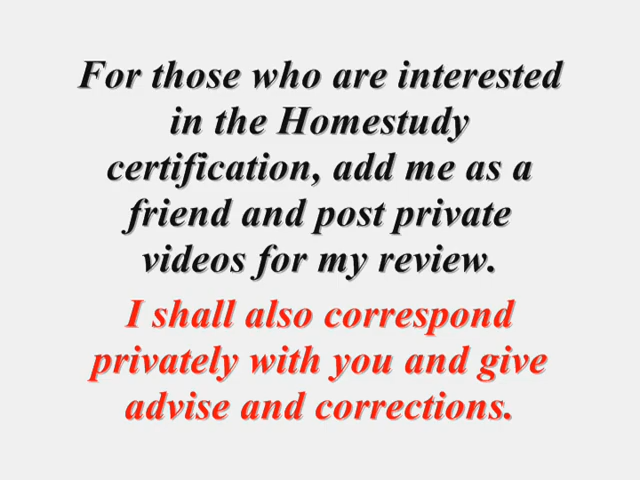 For those who are interested
in the Homestudy
certification, add me as a
friend and post private
videos for my review.
I shall also correspond
privately with you and give
advise and corrections.